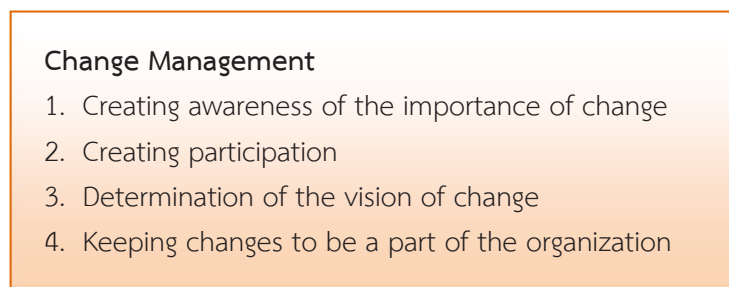 Change Management
1. Creating awareness of the importance of change
2. Creating participation
3. Determination of the vision of change
4. Keeping changes to be a part of the organization